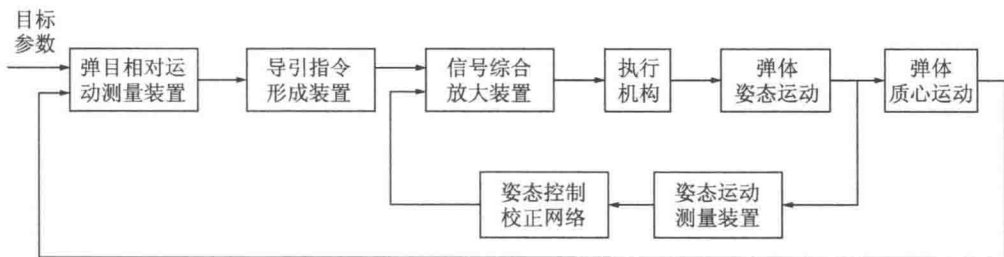 目标
参数
弹目相对运
动测量装置
导引指令
形成装置
信号综合
放大装置
执行
机构
弹体
姿态运动
弹体
质心运动
姿态控制
校正网络
姿态运动
测量装置